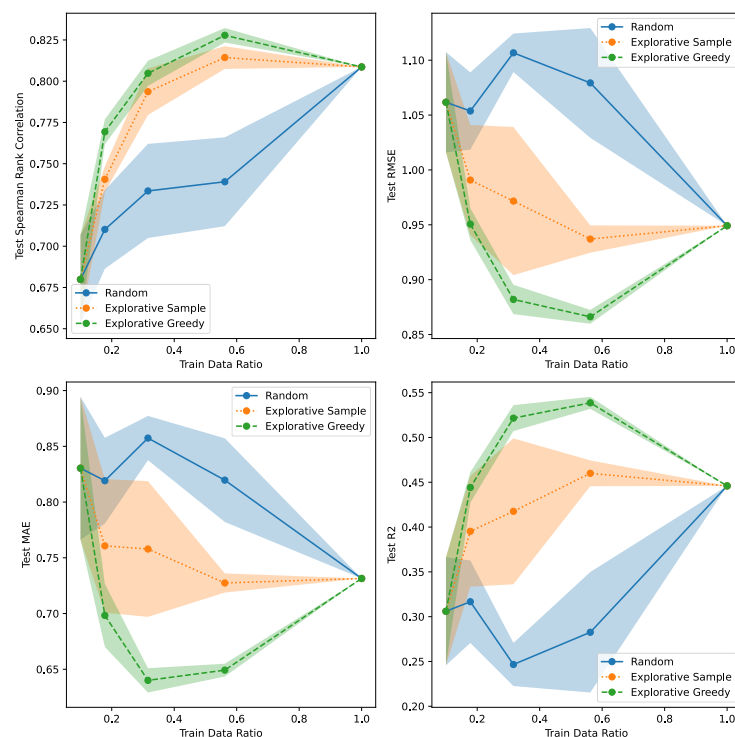 Test Spearman Rank Correlation
0.825
0.800
0.775
0.750
0.725
0.700
0.675
0.650
Random
Explorative Sample
Explorative Greedy
0.2 0.4 0.6 0.8 1.0
Train Data Ratio
Test RMSE
1.10
1.05
1.00
0.95
0.90
0.85
Random
Explorative Sample
Explorative Greedy
0.2 0.4 0.6 0.8 1.0
Train Data Ratio
Test MAE
0.90
0.85
0.80
0.75
0.70
0.65
Random
Explorative Sample
Explorative Greedy
0.2 0.4 0.6 0.8 1.0
Train Data Ratio
Test R2
0.55
0.50
0.45
0.40
0.35
0.30
0.25
0.20
Random
Explorative Sample
Explorative Greedy
0.2 0.4 0.6 0.8 1.0
Train Data Ratio